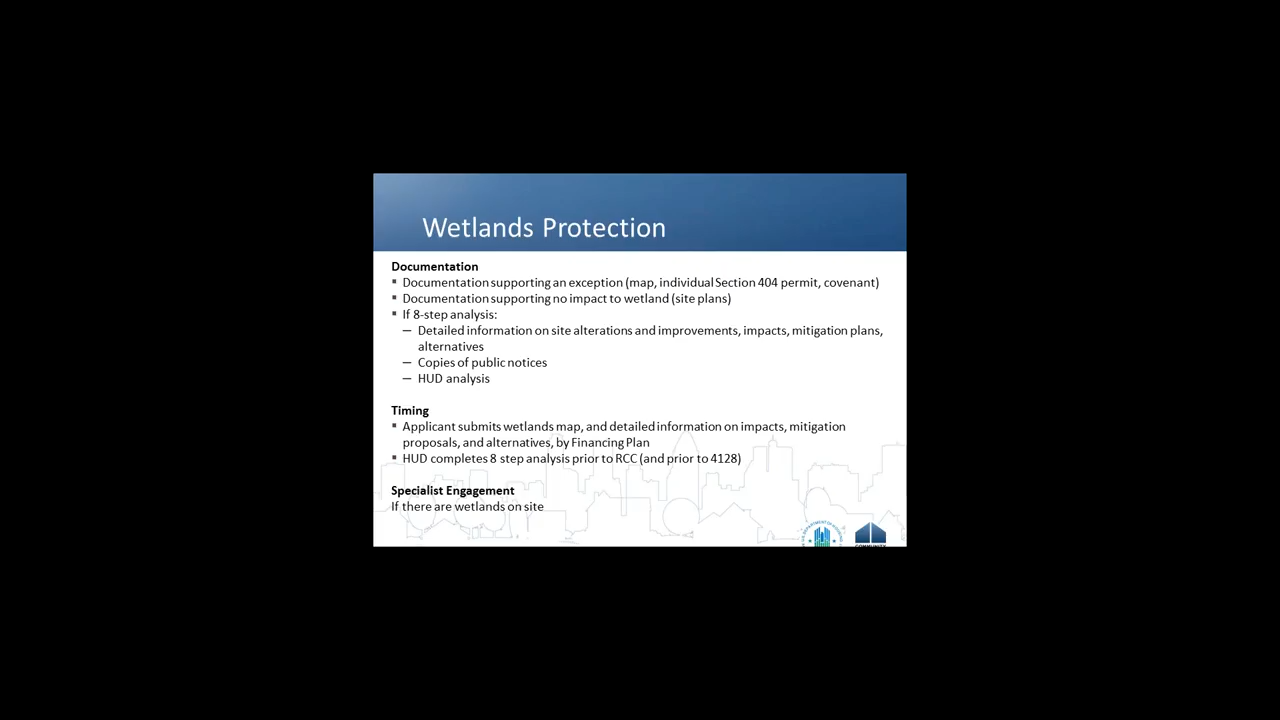 Wetlands Protection
Documentation
▪ Documentation supporting an exception (map, individual Section 404 permit, covenant)
▪ Documentation supporting no impact to wetland (site plans)
▪ If 8-step analysis:
– Detailed information on site alterations and improvements, impacts, mitigation plans,
alternatives
– Copies of public notices
– HUD analysis
Timing
▪ Applicant submits wetlands map, and detailed information on impacts, mitigation
proposals, and alternatives, by Financing Plan
▪ HUD completes 8 step analysis prior to RCC (and prior to 4128)
Specialist Engagement
If there are wetlands on site
COMMUNITY